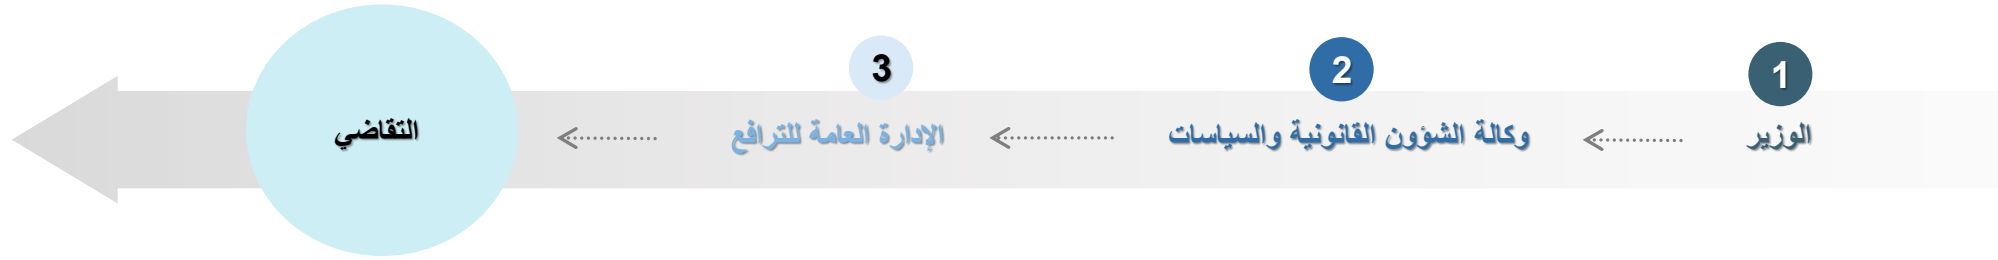 1
الوزير
2
وكالة الشؤون القانونية والسياسات
3
الإدارة العامة للترافع
التقاضي